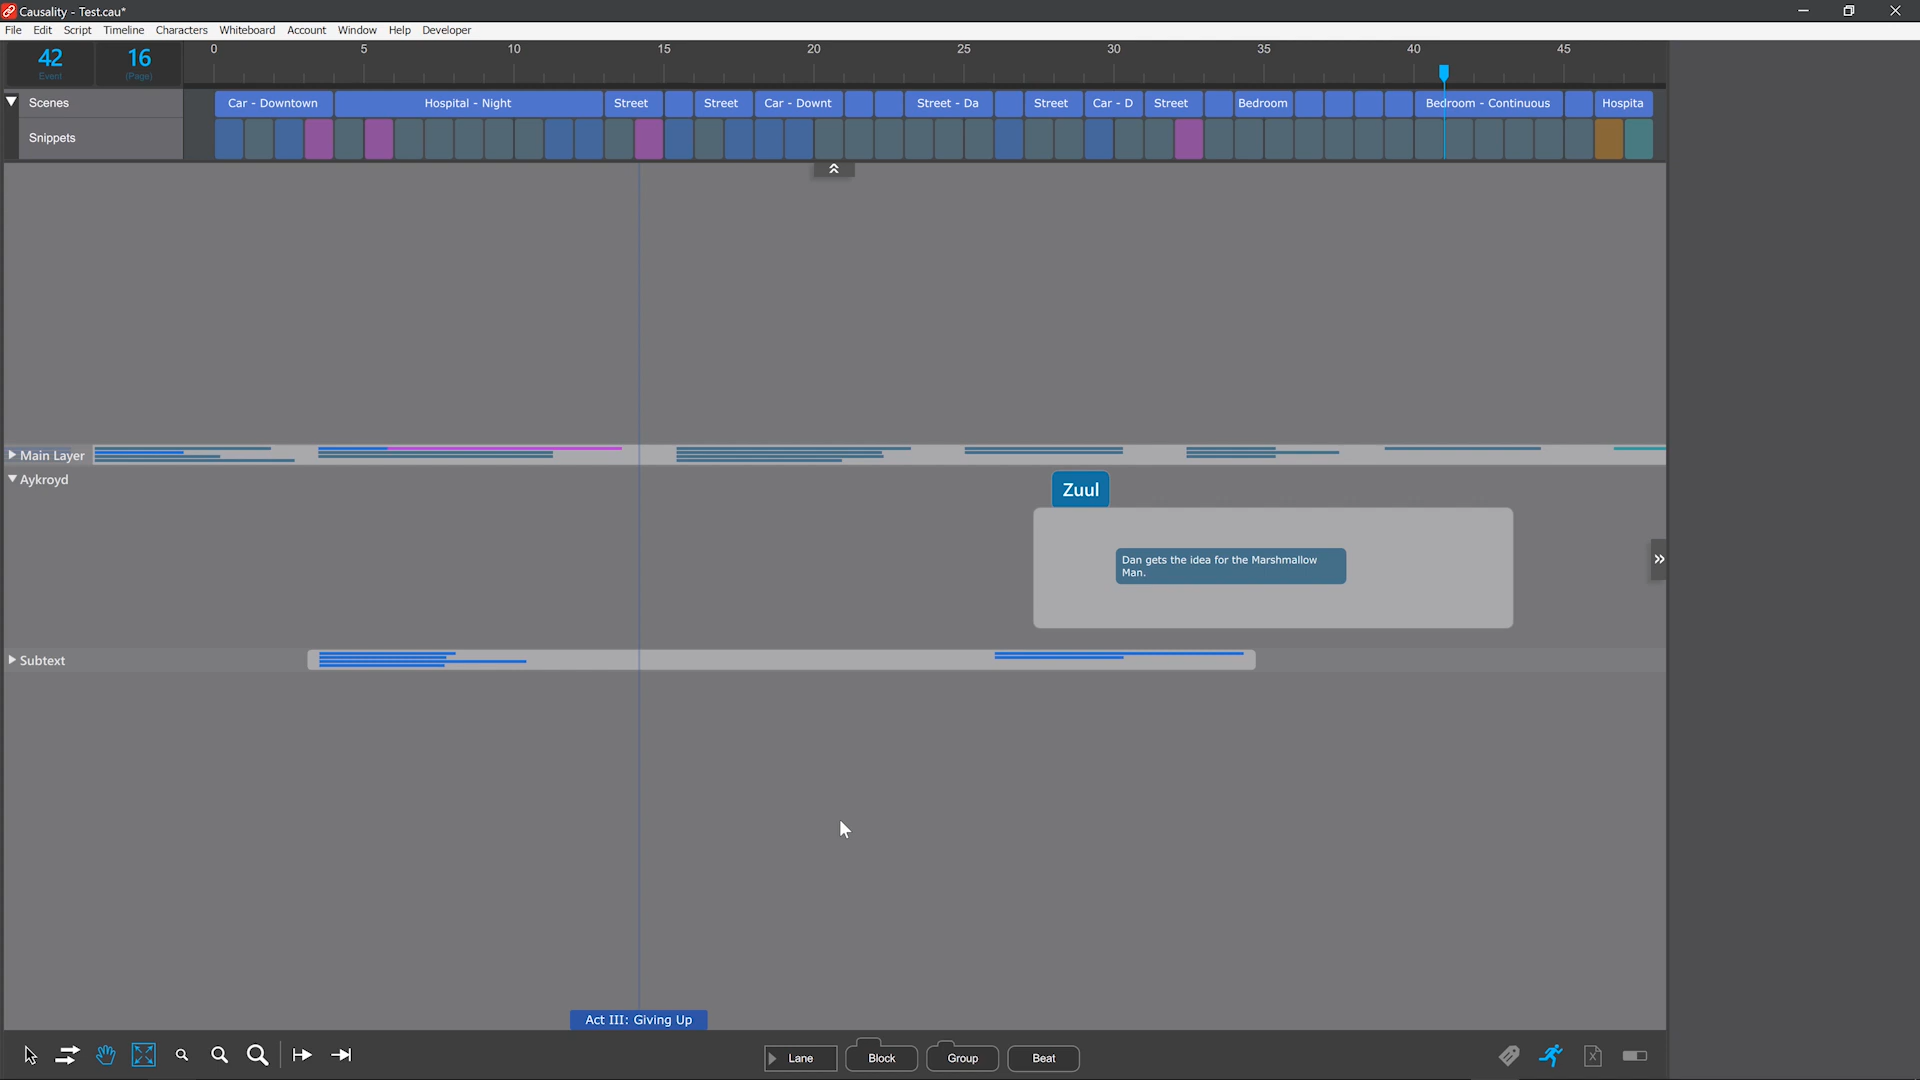 Causality - Test.cau*
File Edit Script Timeline Characters Whiteboard Account Window Help Developer
42 16 0 5 10 15 20 25 30 35 40 45
Event (Page)
Scenes Car - Downtown Hospital - Night Street Street Car - Downt Street - Da Street Car - D Street Bedroom Bedroom - Continuous Hospita
Snippets
Main Layer
Aykroyd
Zuul
Dan gets the idea for the Marshmallow
Man.
Subtext
Act III: Giving Up
Lane Block Group Beat